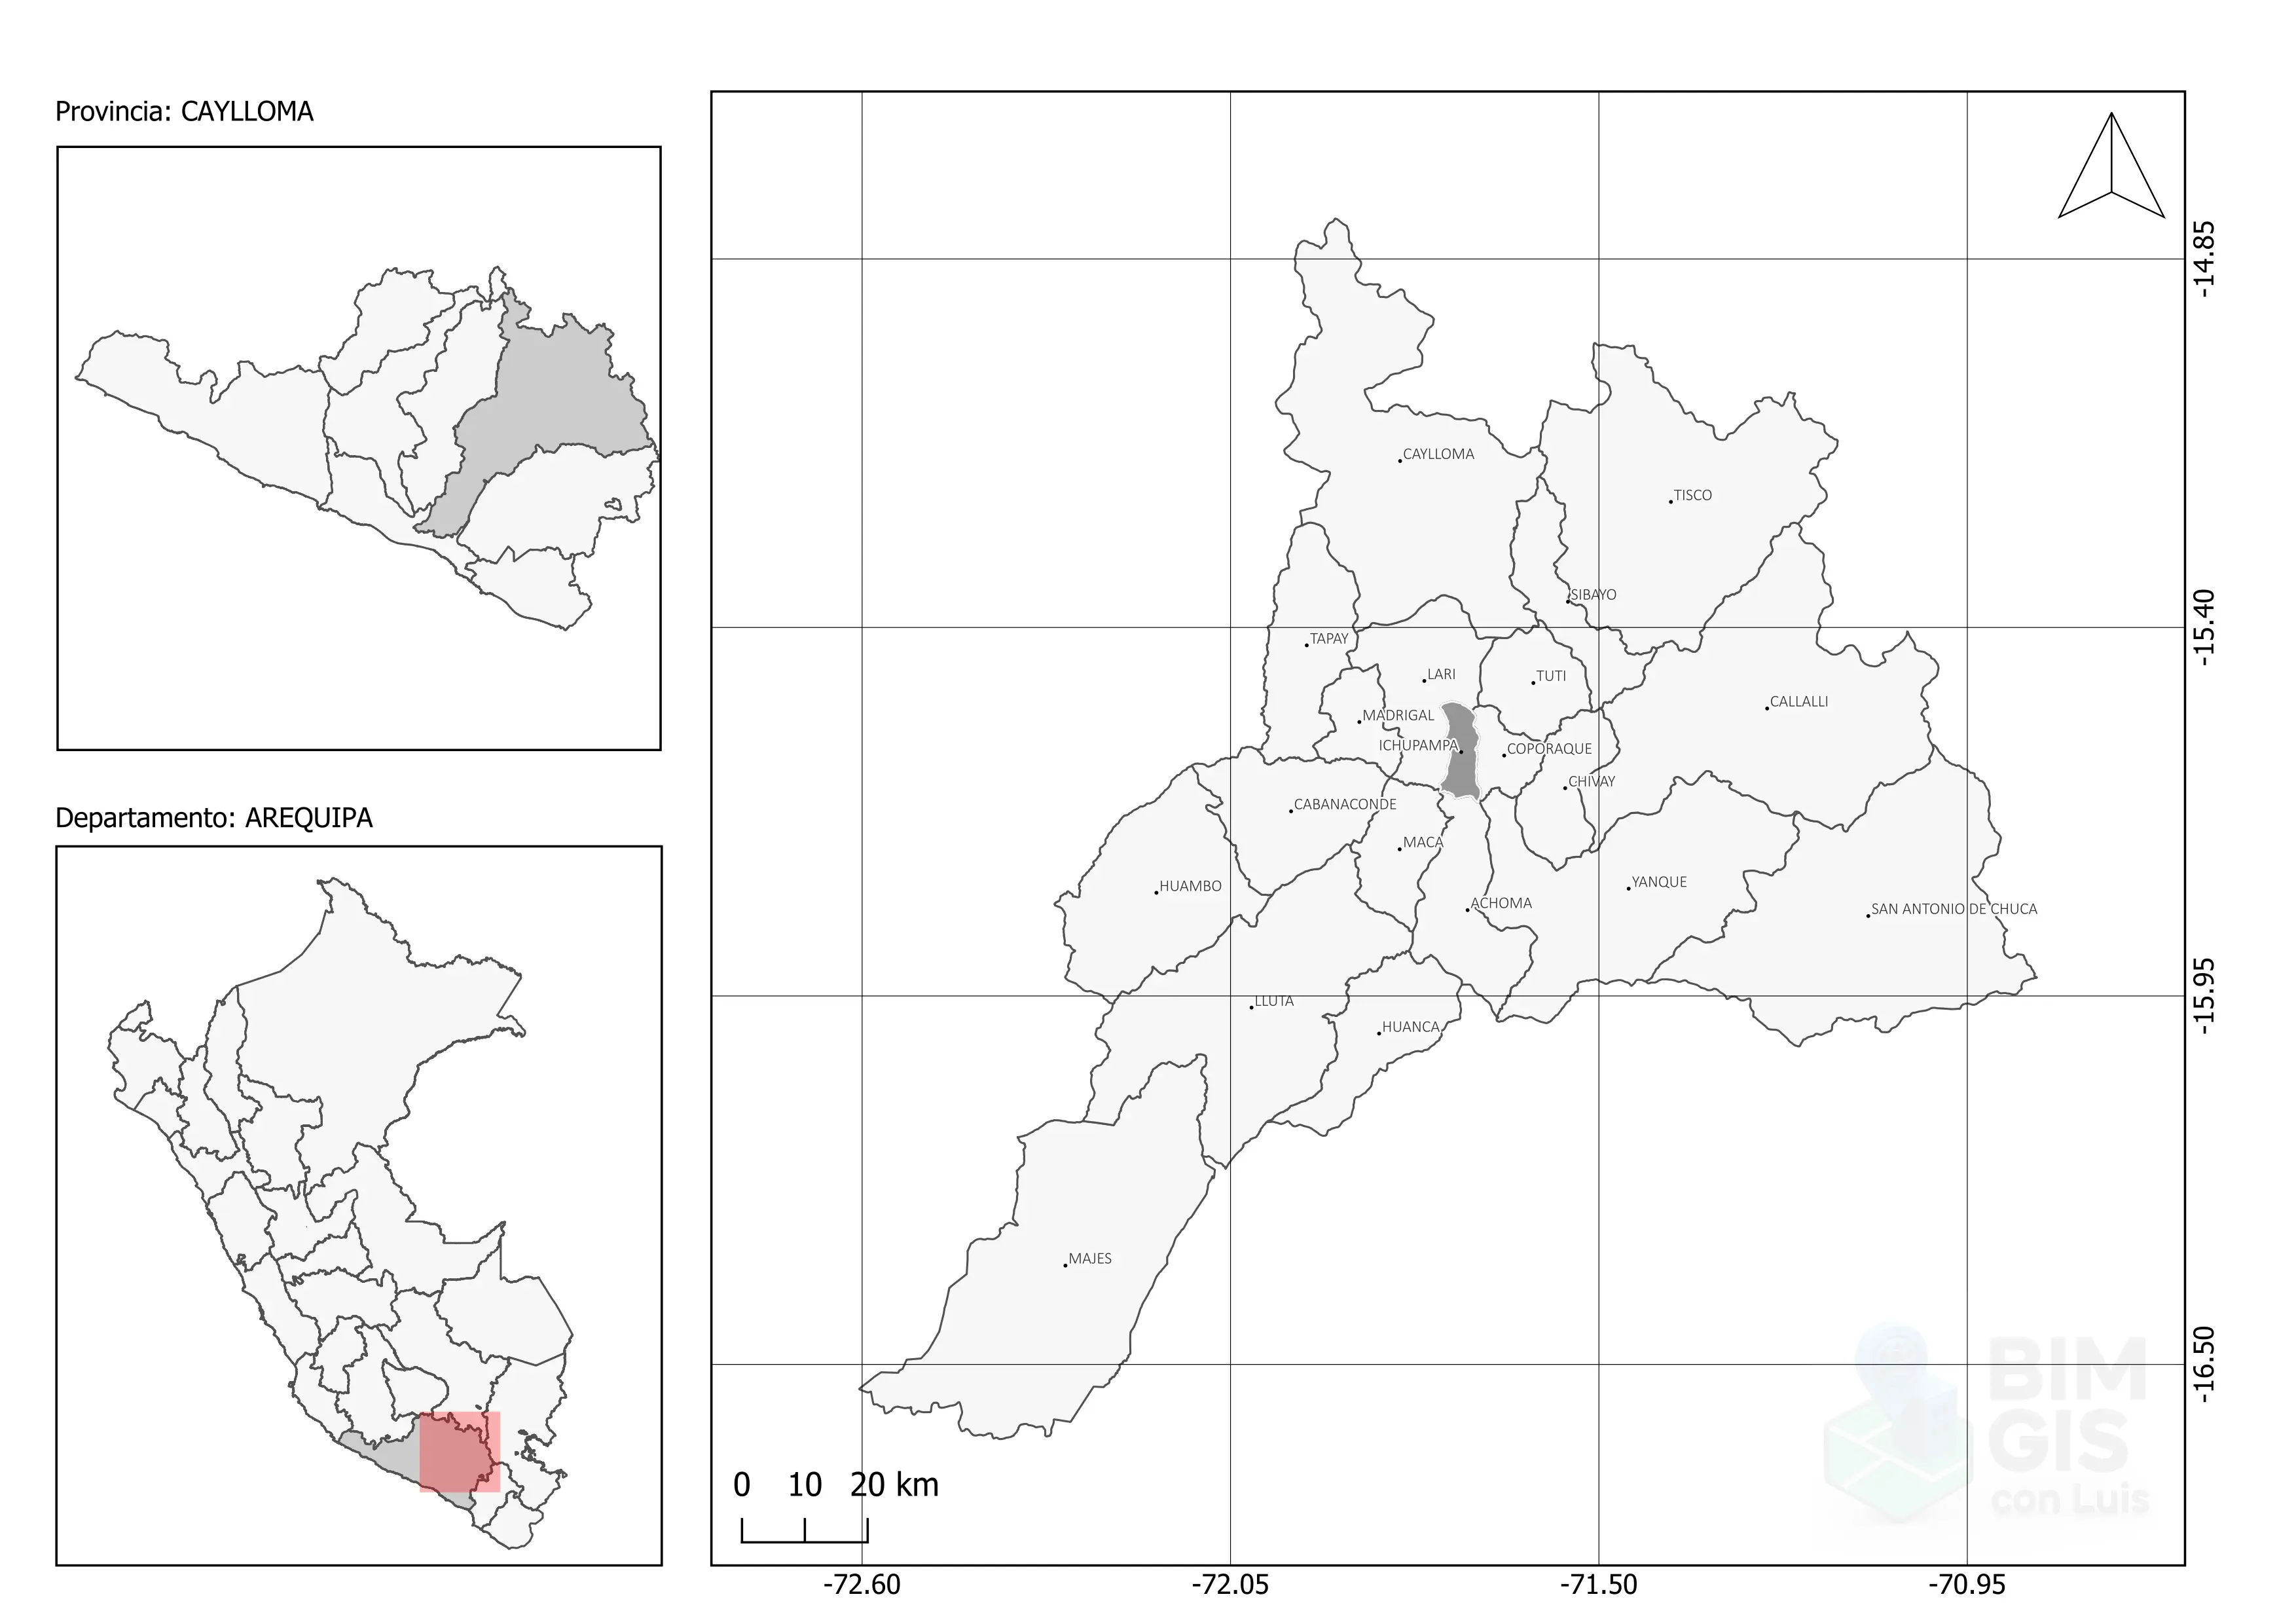 Provincia: CAYLLOMA
Departamento: AREQUIPA
CAYLLOMA
TISCO
SIBAYO
TAPAY
LARI
TUTI
CALLALLI
MADRIGAL
ICHUPAMPA
COPORAQUE
CHIVAY
CABANACONDE
MACA
HUAMBO
ACHOMA
YANQUE
SAN ANTONIO DE CHUCA
LLUTA
HUANCA
MAJES
-14.85
-15.40
-15.95
-16.50
BIM
GIS
con Luis
0 10 20 km
-72.60 -72.05 -71.50 -70.95